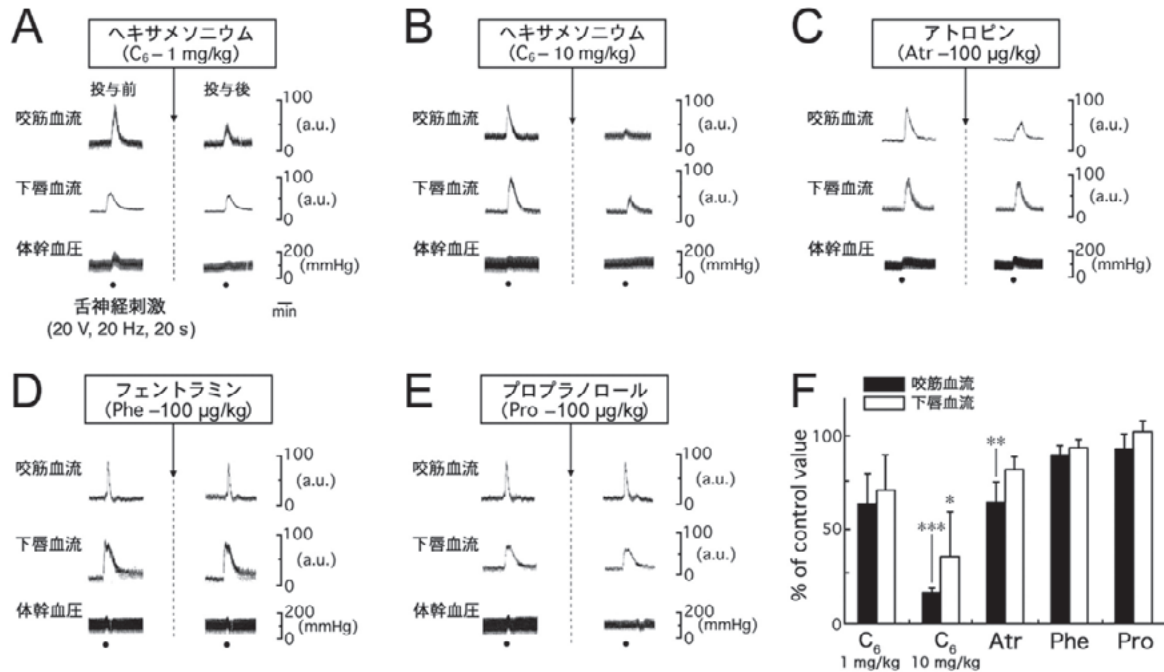 A
ヘキサメソニウム
(C₆ – 1 mg/kg)
投与前 投与後
咬筋血流
100
(a.u.)
0
下唇血流
100
(a.u.)
0
体幹血圧
200
(mmHg)
0
舌神経刺激
(20 V, 20 Hz, 20 s)
min
B
ヘキサメソニウム
(C₆ – 10 mg/kg)
咬筋血流
100
(a.u.)
0
下唇血流
100
(a.u.)
0
体幹血圧
200
(mmHg)
0
C
アトロピン
(Atr –100 μg/kg)
咬筋血流
100
(a.u.)
0
下唇血流
100
(a.u.)
0
体幹血圧
200
(mmHg)
0
D
フェントラミン
(Phe –100 μg/kg)
咬筋血流
100
(a.u.)
0
下唇血流
100
(a.u.)
0
体幹血圧
200
(mmHg)
0
E
プロプラノロール
(Pro –100 μg/kg)
咬筋血流
100
(a.u.)
0
下唇血流
100
(a.u.)
0
体幹血圧
200
(mmHg)
0
F
咬筋血流
下唇血流
% of control value
100
50
0
***
*
**
C₆ C₆ Atr Phe Pro
1 mg/kg 10 mg/kg